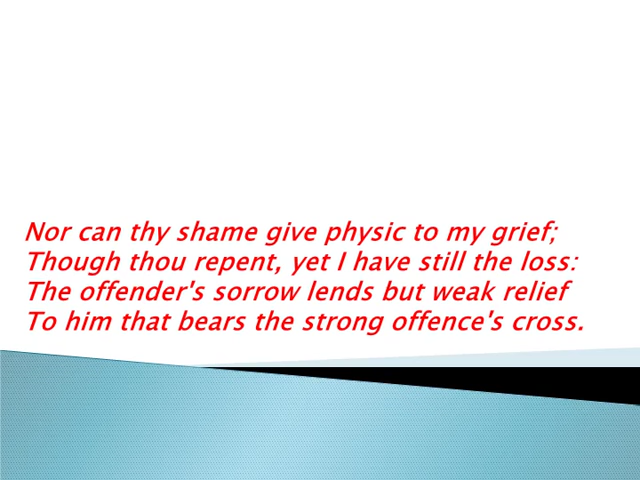 Nor can thy shame give physic to my grief;
Though thou repent, yet I have still the loss:
The offender's sorrow lends but weak relief
To him that bears the strong offence's cross.